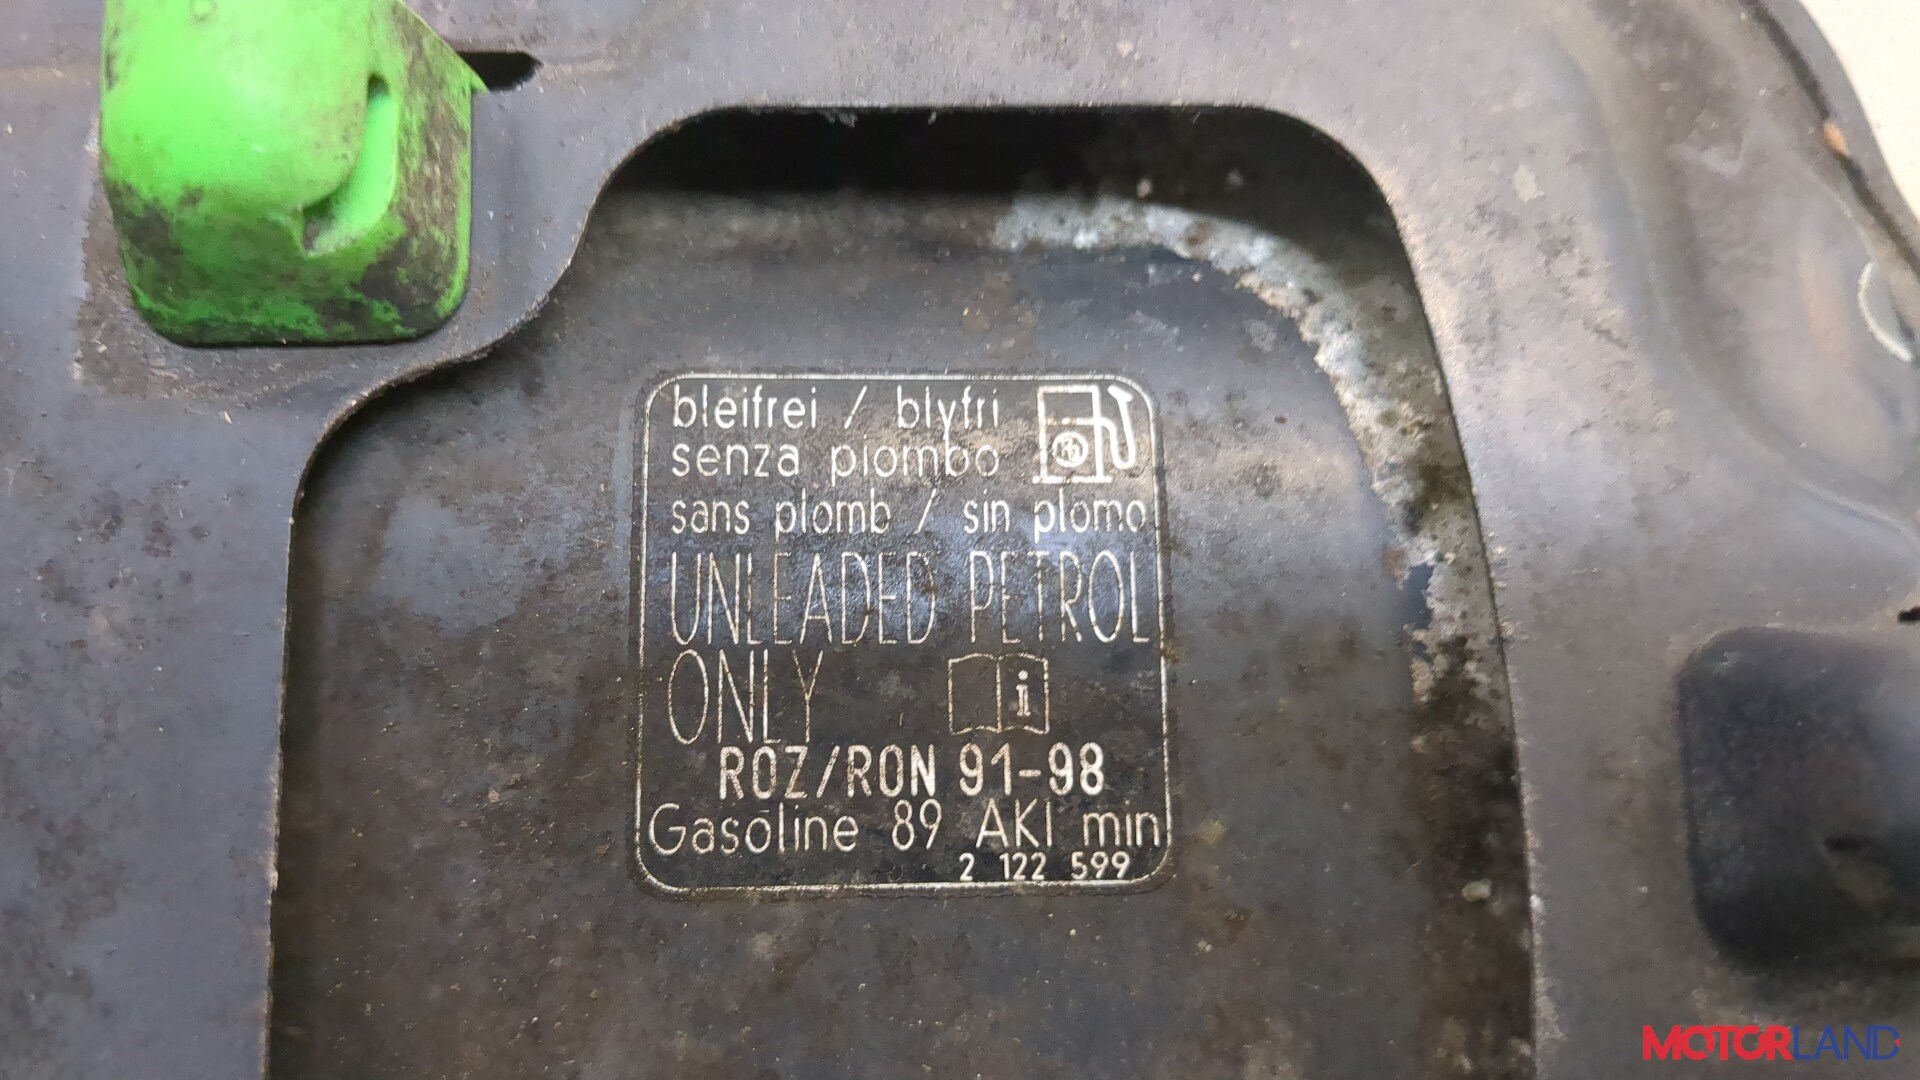 bleifrei / blyfri
senza piombo
sans plomb / sin plomo
UNLEADED PETROL
ONLY
i
ROZ/RON 91-98
Gasoline 89 AKI min
2 122 599
MOTORLAND